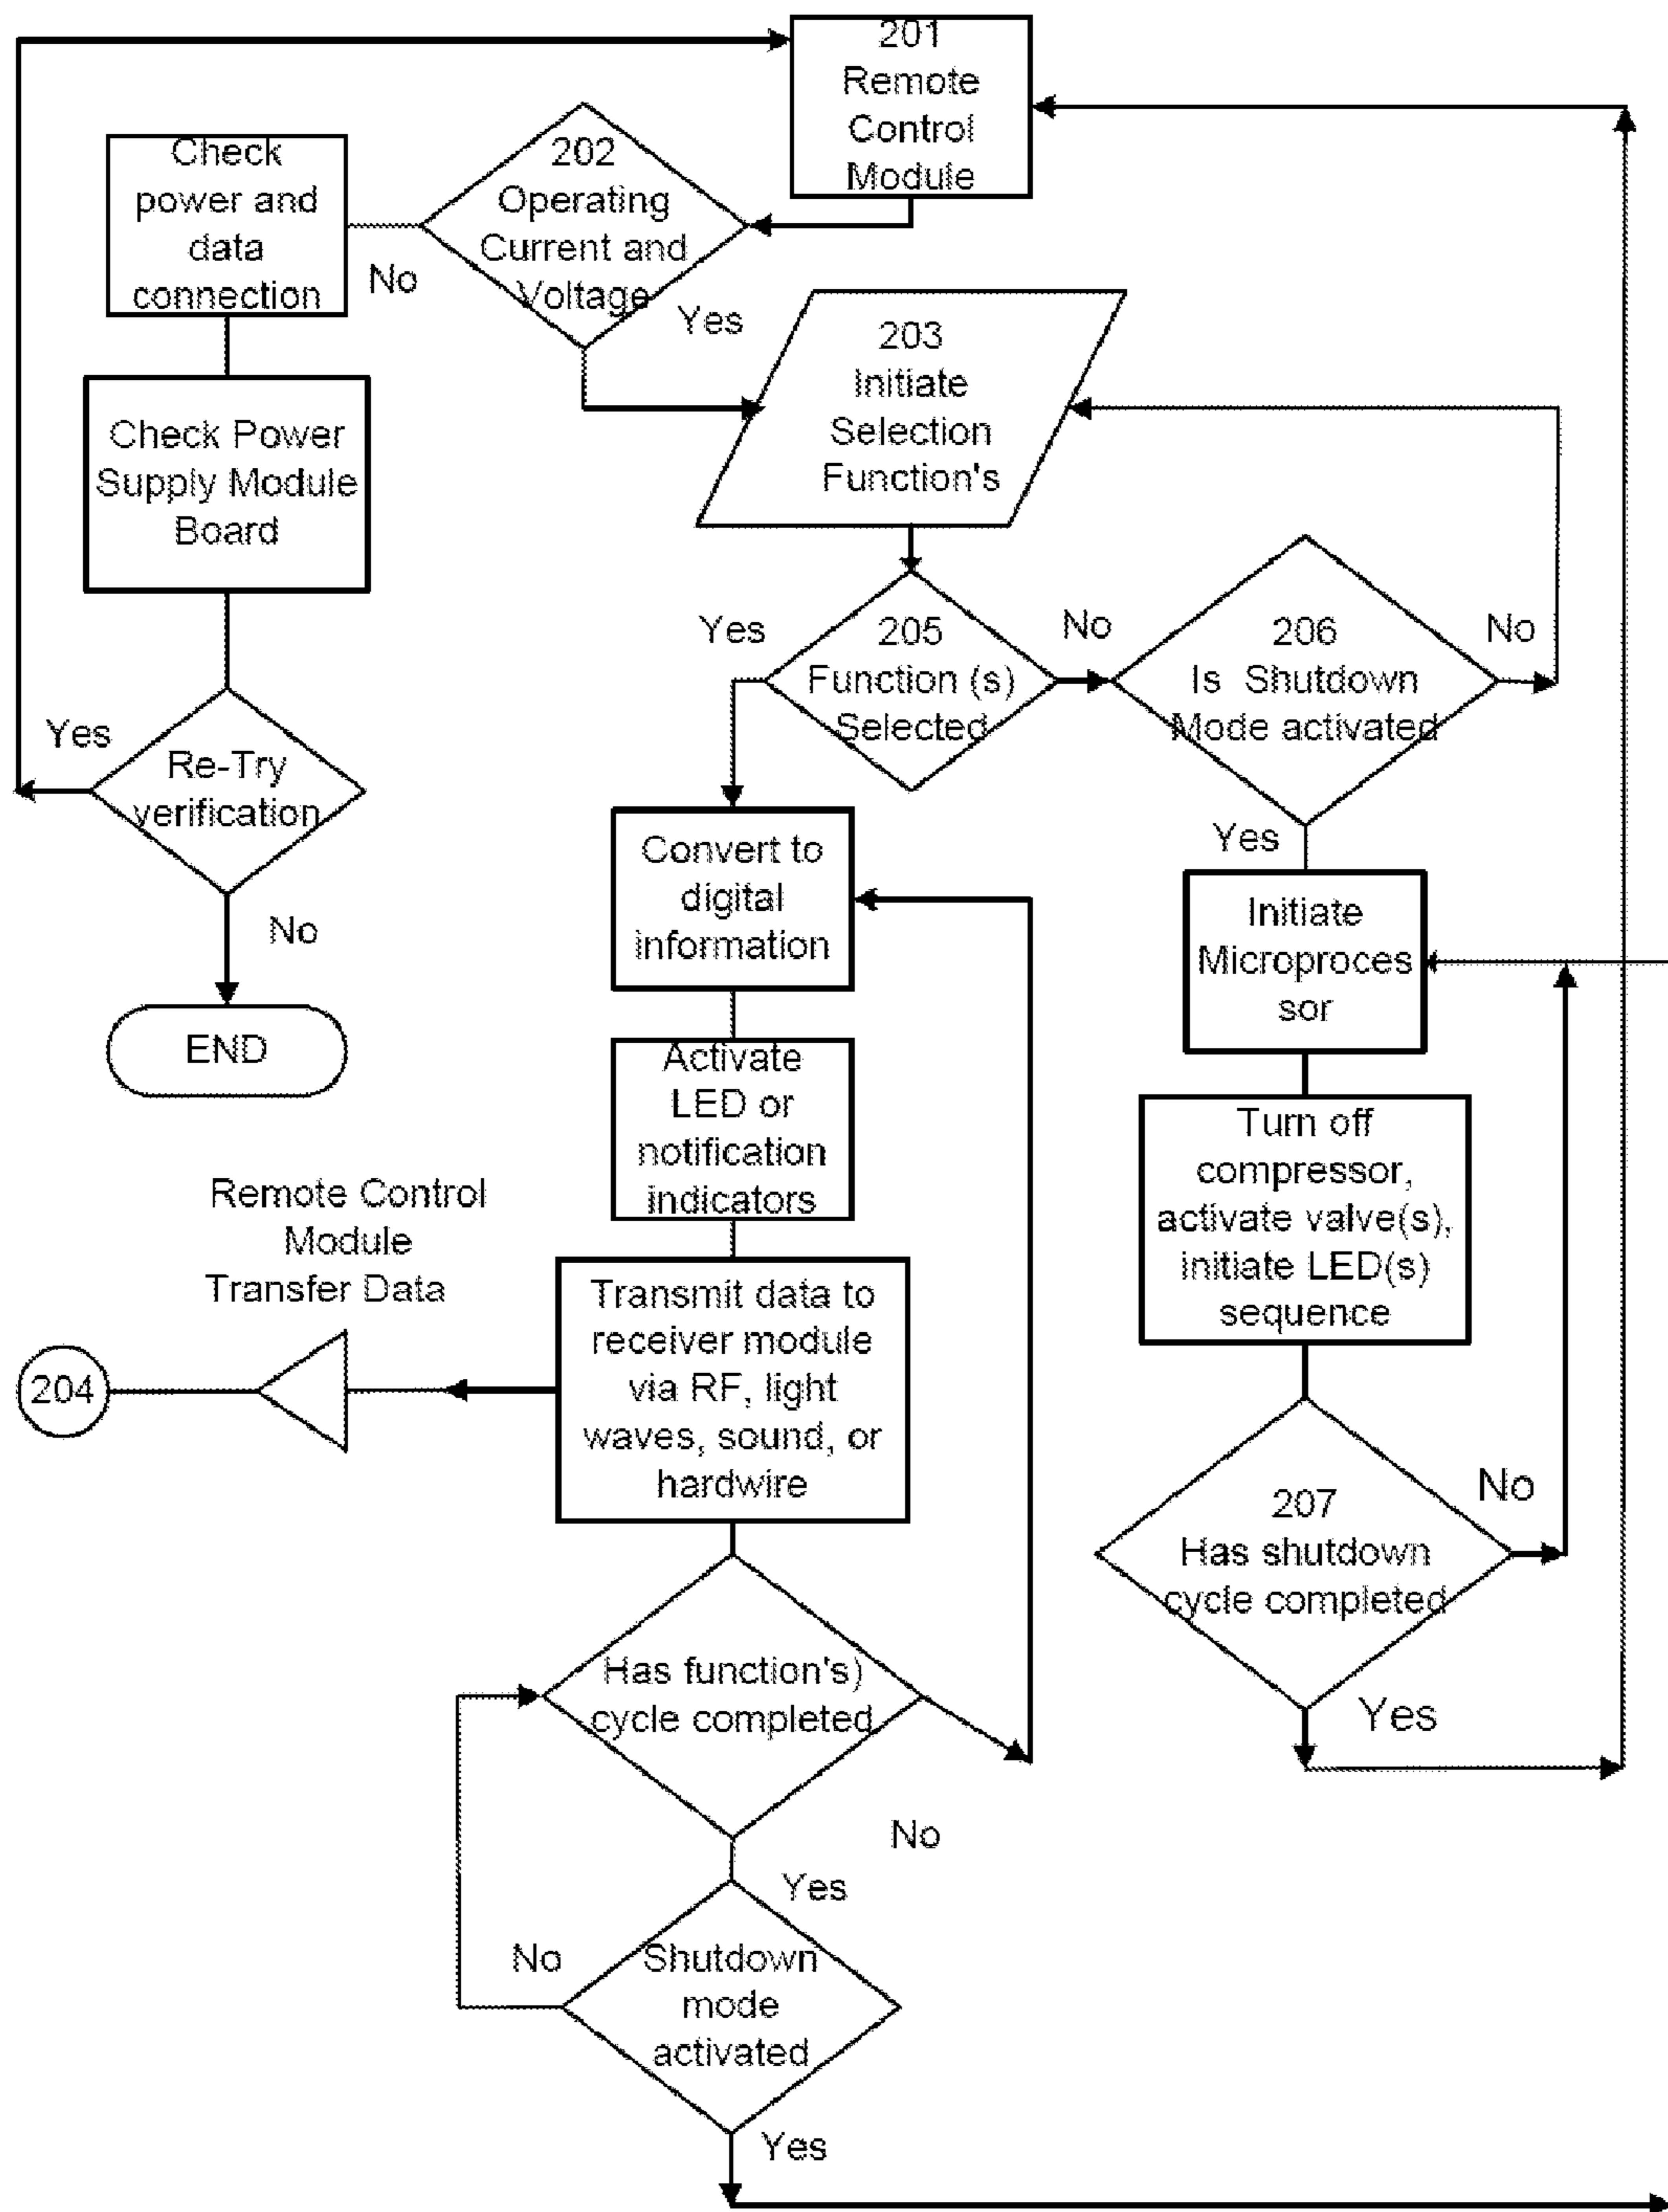 201
Remote
Control
Module
202
Operating
Current and
Voltage
Check
power and
data
connection
No
Yes
203
Initiate
Selection
Function's
Check Power
Supply Module
Board
Yes
205
Function (s)
Selected
No
206
Is Shutdown
Mode activated
No
Yes
Re-Try
verification
No
END
Yes
Convert to
digital
information
Initiate
Microproces
sor
Activate
LED or
notification
indicators
Turn off
compressor,
activate valve(s),
initiate LED(s)
sequence
Remote Control
Module
Transfer Data
204
Transmit data to
receiver module
via RF, light
waves, sound, or
hardwire
207
Has shutdown
cycle completed
No
Yes
Has function's)
cycle completed
No
Yes
No
Shutdown
mode
activated
Yes